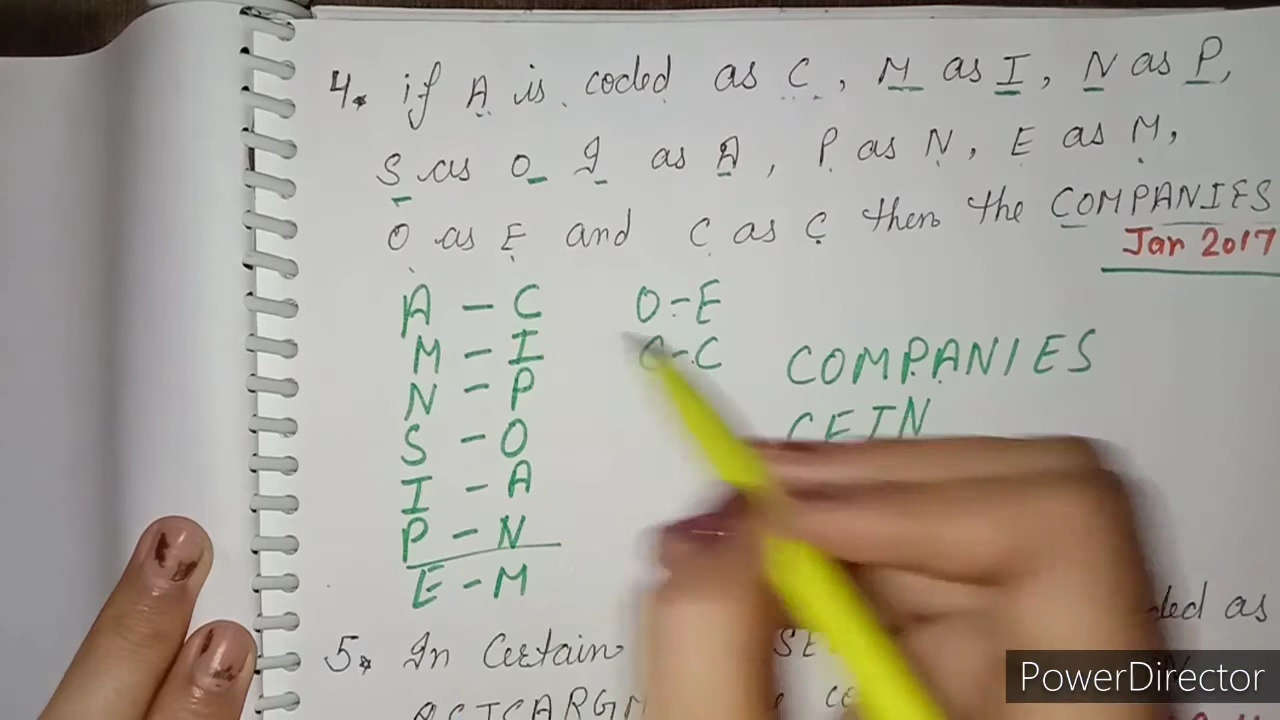 4. if A is coded as C, M as I, N as P,
S as O I as A, P as N, E as M,
O as E and C as C then the COMPANIES
Jan 2017
A - C O - E
M - I C - C COMPANIES
N - P CEIN
S - O
I - A
P - N
E - M
as
5. In Certain
PowerDirector